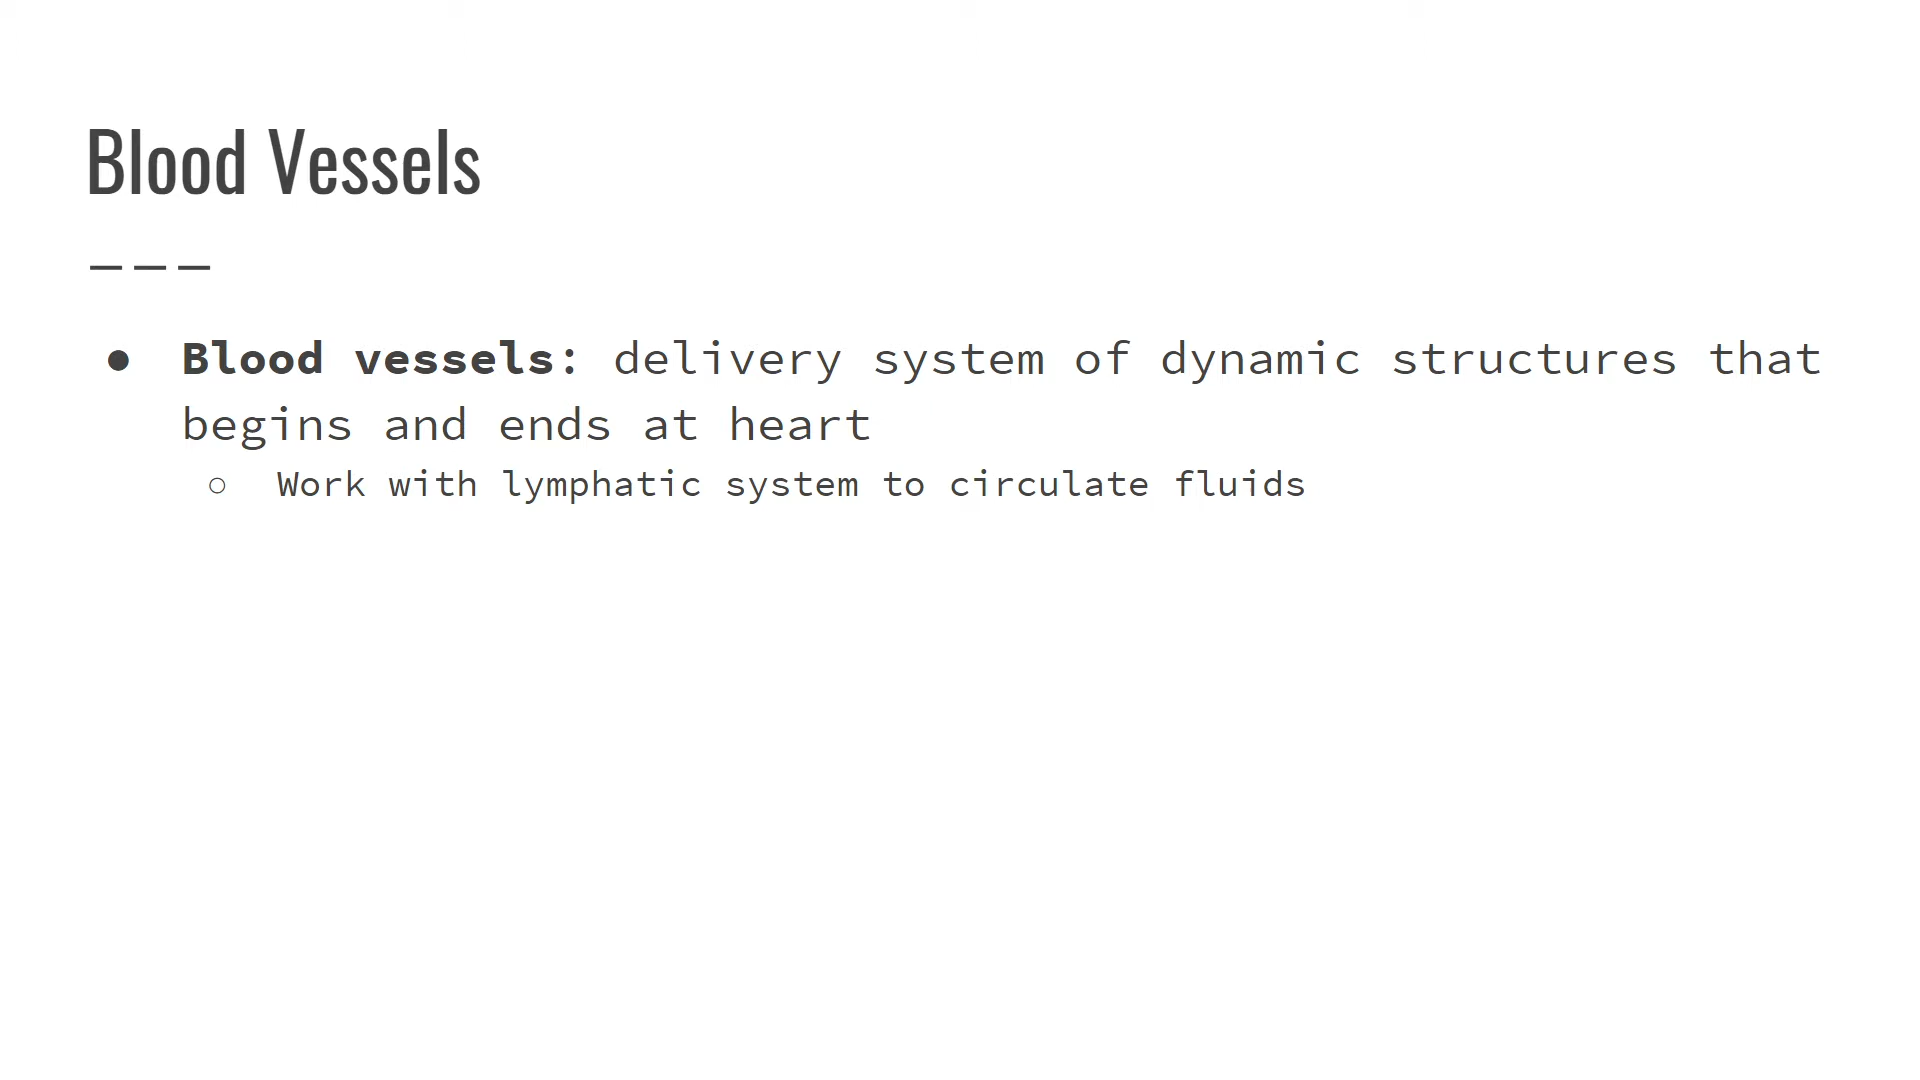 Blood Vessels
● Blood vessels: delivery system of dynamic structures that
begins and ends at heart
○ Work with lymphatic system to circulate fluids